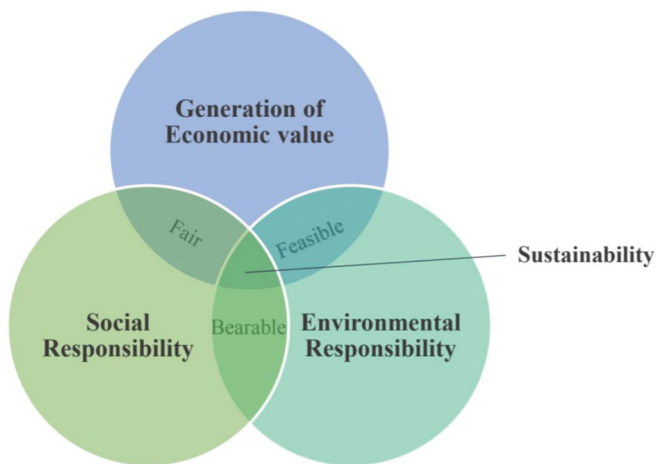 Generation of
Economic value
Fair
Feasible
Sustainability
Social
Responsibility
Bearable
Environmental
Responsibility